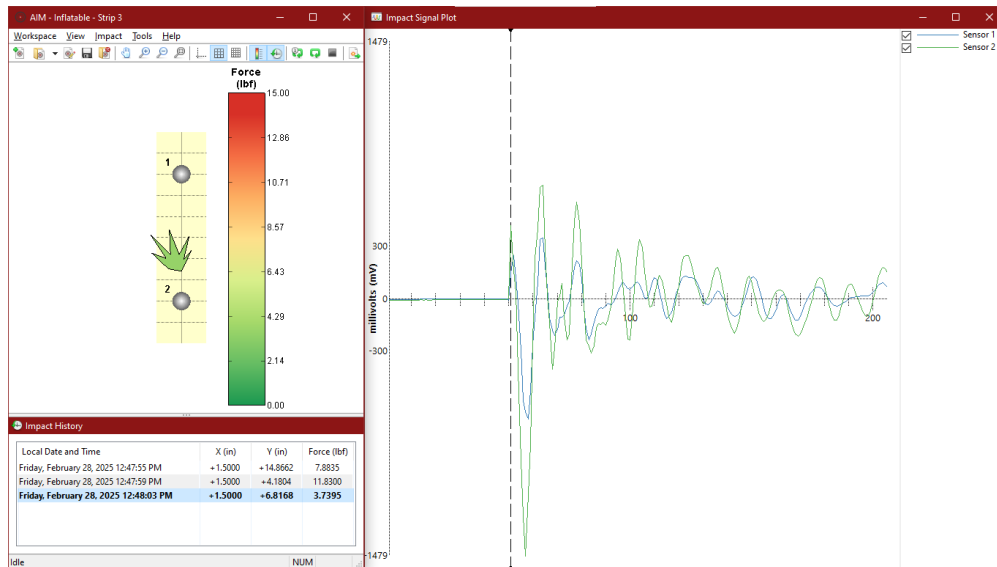 AIM - Inflatable - Strip 3
Workspace View Impact Tools Help
Force
(lbf)
15.00
12.86
10.71
8.57
6.43
4.29
2.14
0.00
1
2
Impact History
Local Date and Time X (in) Y (in) Force (lbf)
Friday, February 28, 2025 12:47:55 PM +1.5000 +14.8662 7.8835
Friday, February 28, 2025 12:47:59 PM +1.5000 +4.1804 11.8300
Friday, February 28, 2025 12:48:03 PM +1.5000 +6.8168 3.7395
Idle NUM
Impact Signal Plot
1479
300
0
-300
-1479
millivolts (mV)
100
200
Sensor 1
Sensor 2